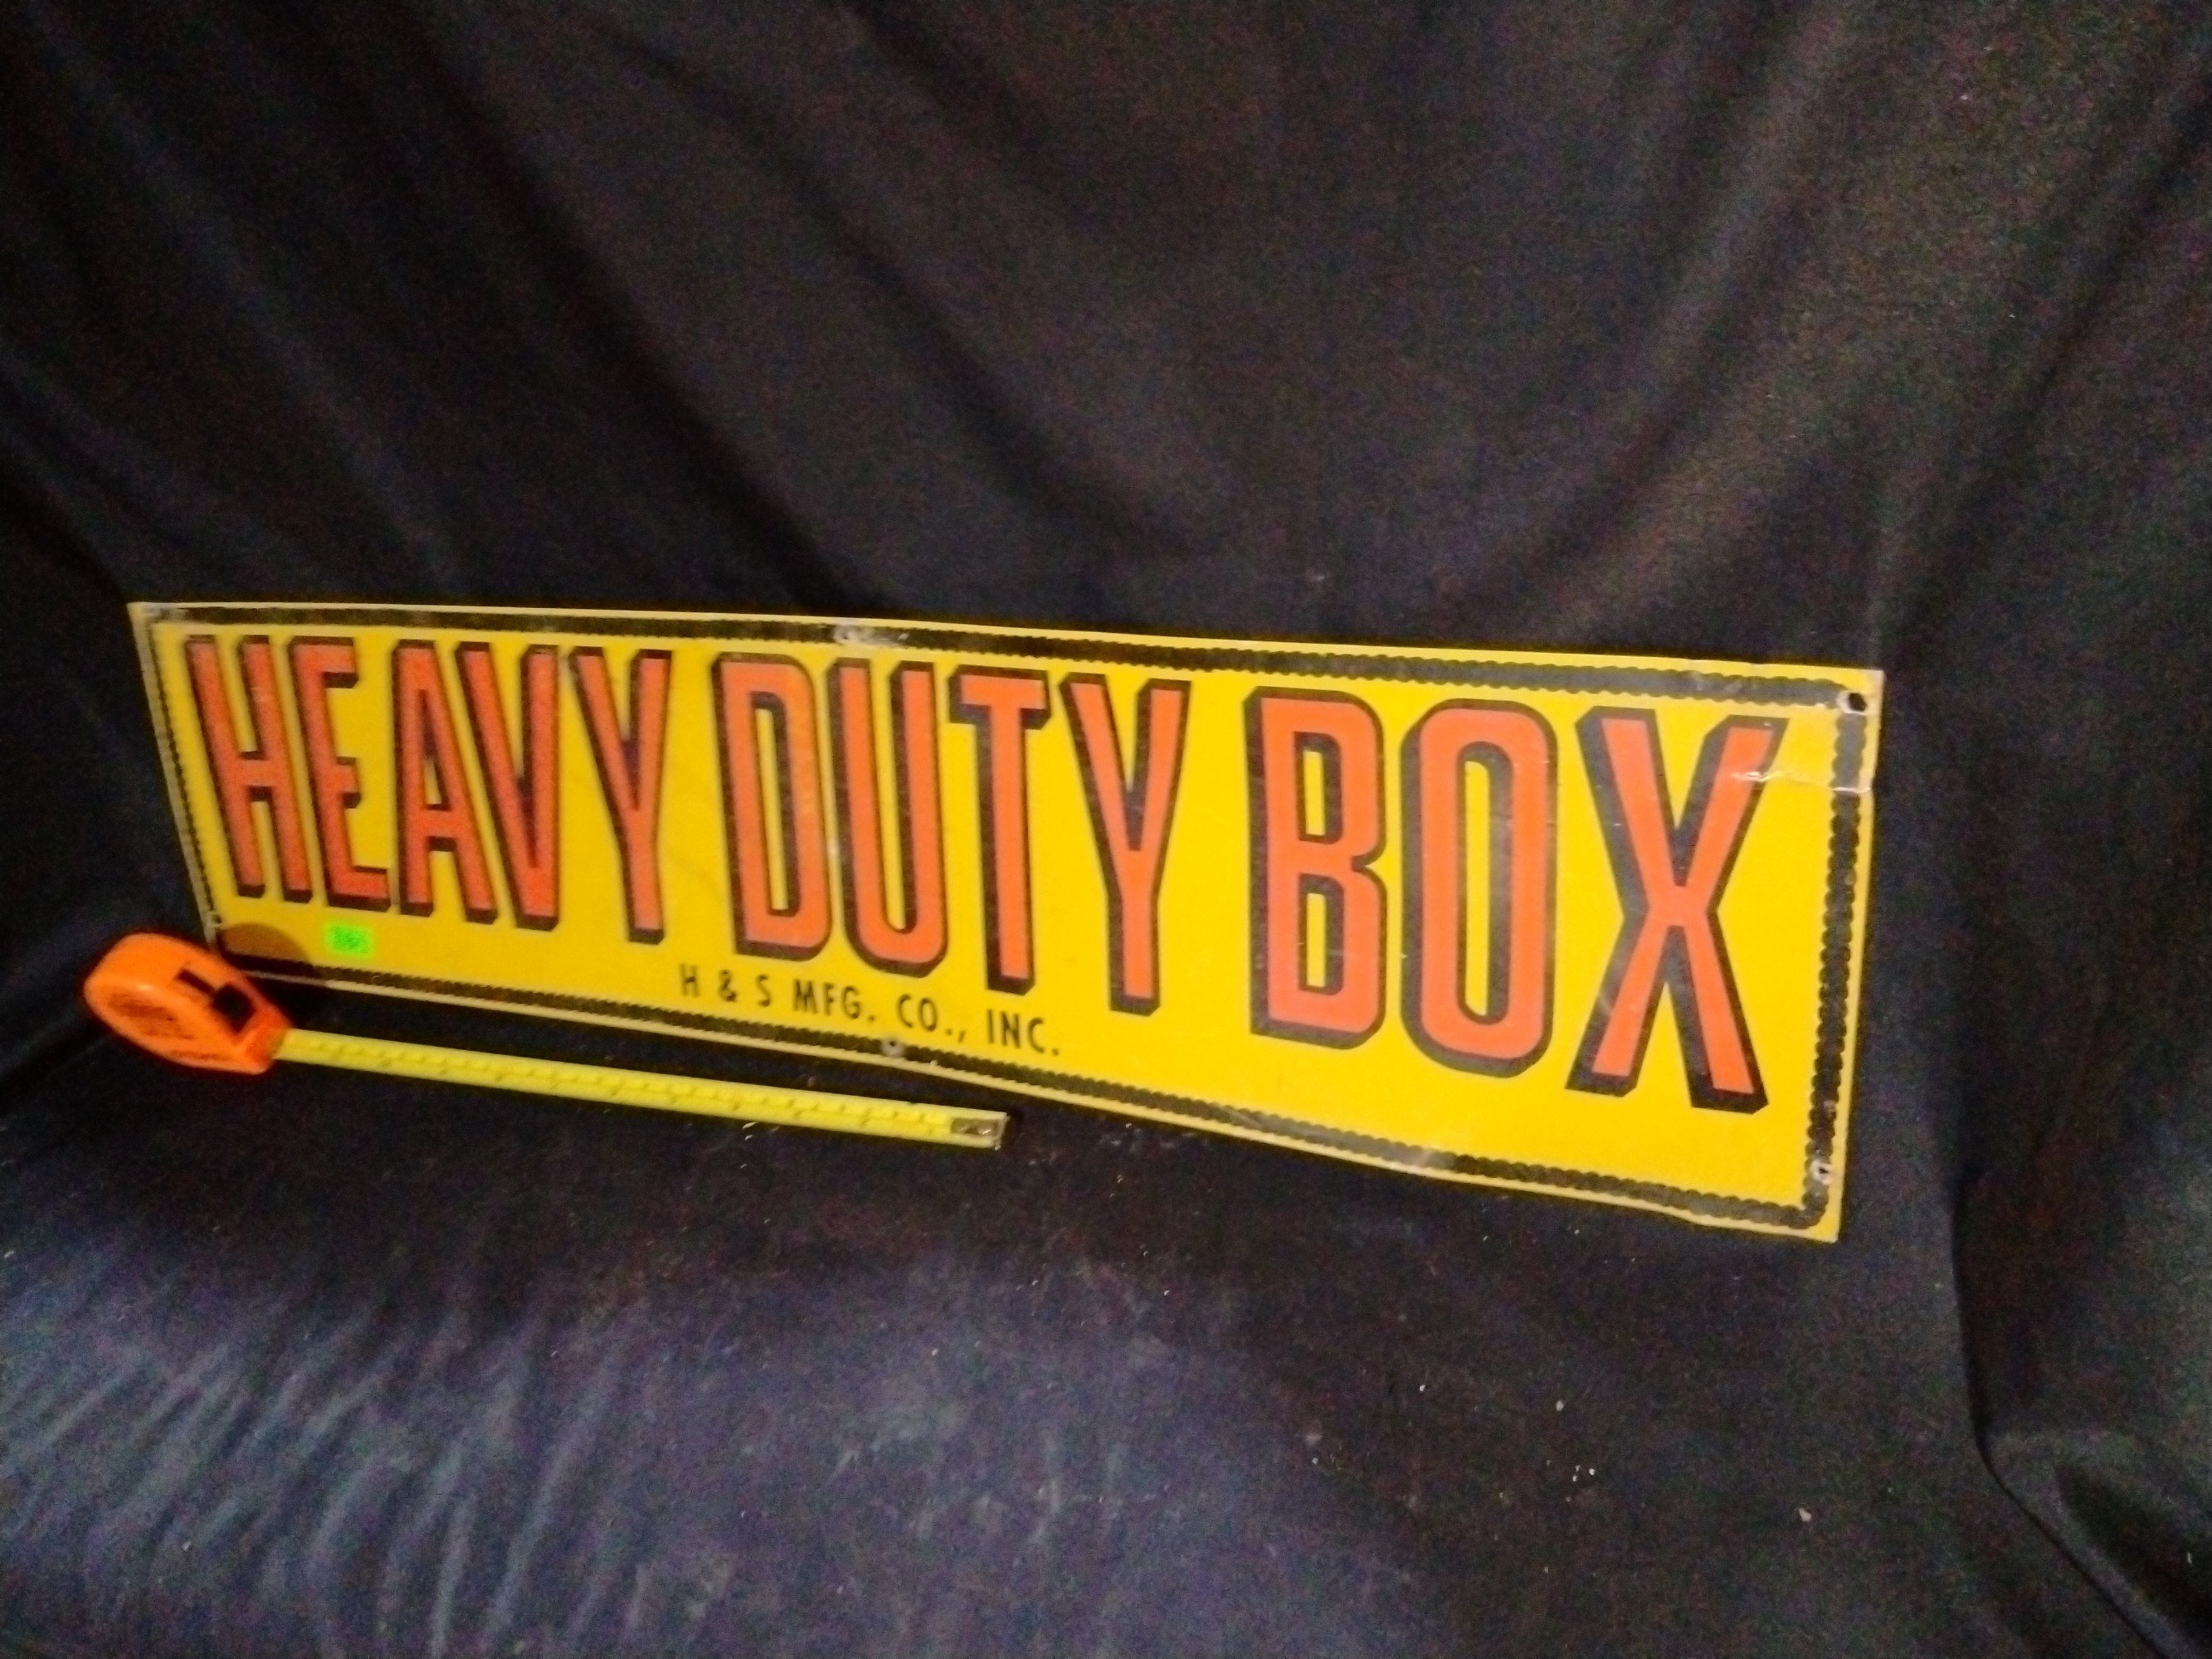 HEAVY DUTY BOX
H & S MFG. CO., INC.